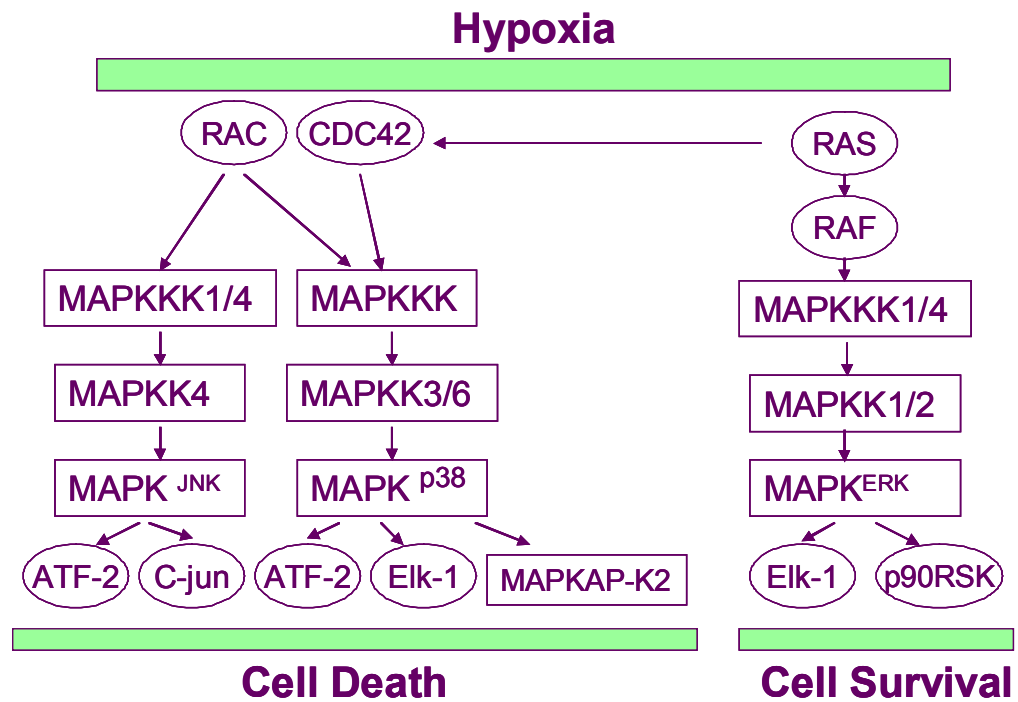 Hypoxia
RAC
CDC42
RAS
RAF
MAPKKK1/4
MAPKKK
MAPKKK1/4
MAPKK4
MAPKK3/6
MAPKK1/2
MAPK JNK
MAPK p38
MAPKERK
ATF-2
C-jun
ATF-2
Elk-1
MAPKAP-K2
Elk-1
p90RSK
Cell Death
Cell Survival